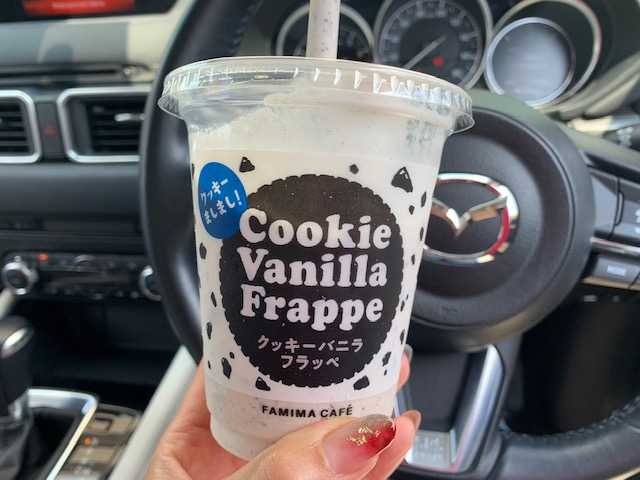 クッキー
ましまし!
Cookie
Vanilla
Frappe
クッキーバニラ
フラッペ
FAMIMA CAFÉ